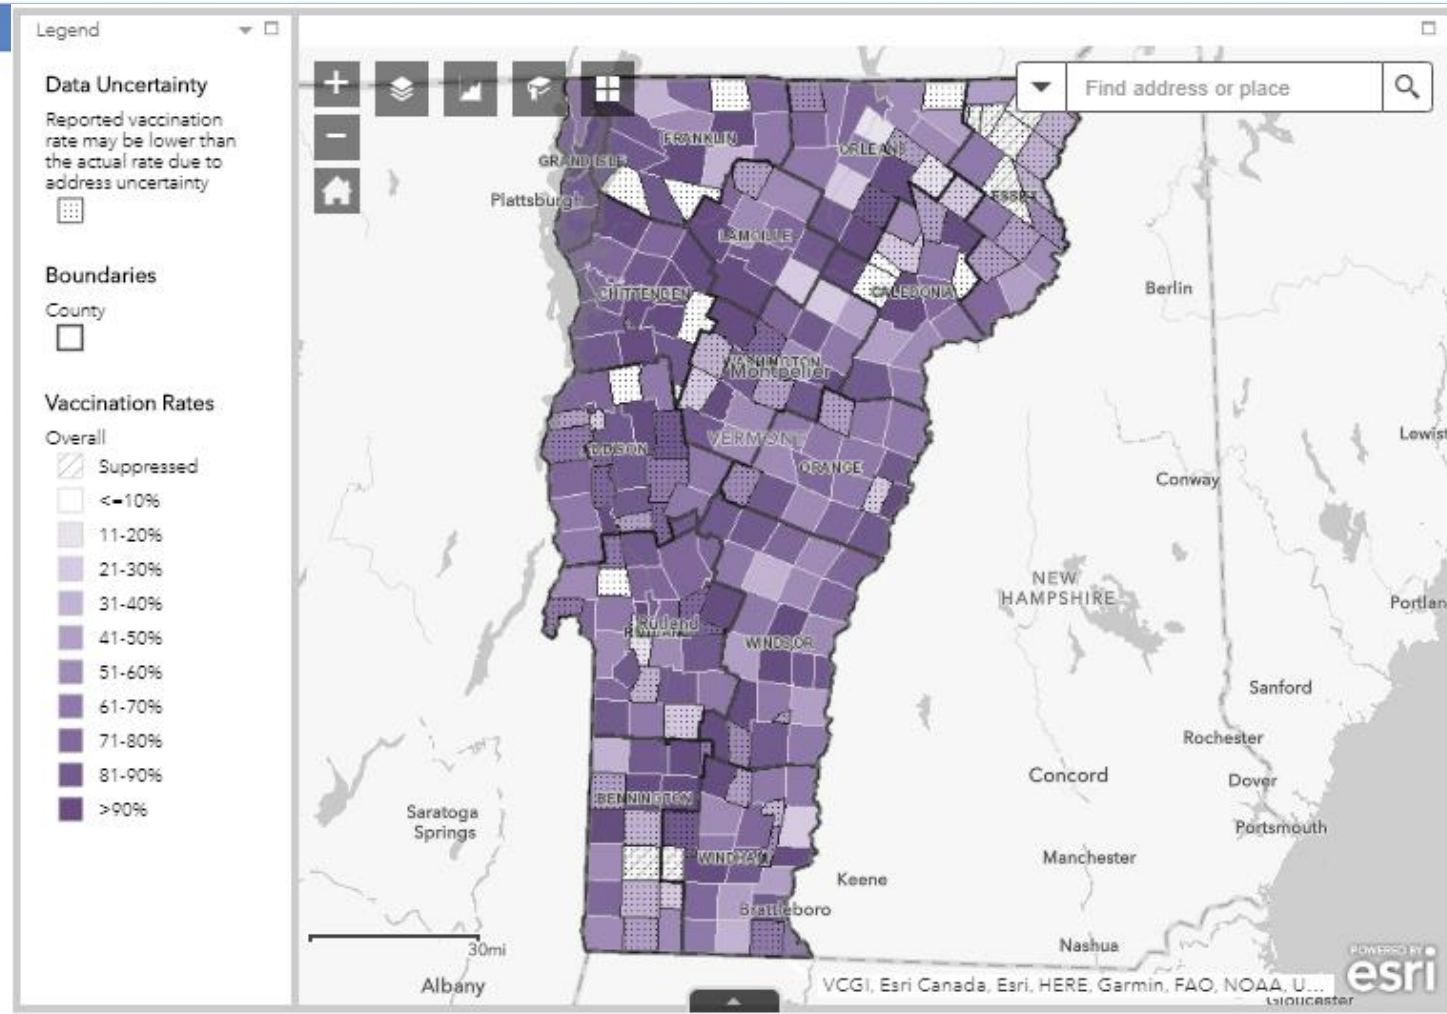 Legend
Data Uncertainty
Reported vaccination
rate may be lower than
the actual rate due to
address uncertainty
Boundaries
County
Vaccination Rates
Overall
Suppressed
<=10%
11-20%
21-30%
31-40%
41-50%
51-60%
61-70%
71-80%
81-90%
>90%
+
−
Find address or place
FRANKLIN
ORLEANS
GRAND ISLE
Plattsburgh
ESSEX
LAMOILLE
CHITTENDEN
CALEDONIA
Berlin
WASHINGTON
Montpelier
VERMONT
Lewist
ADDISON
ORANGE
Conway
NEW
HAMPSHIRE
Portlan
Rutland
WINDSOR
Sanford
Rochester
Concord
Dover
BENNINGTON
Saratoga
Springs
Portsmouth
WINDHAM
Manchester
Keene
Brattleboro
30mi
Nashua
Albany
VCGI, Esri Canada, Esri, HERE, Garmin, FAO, NOAA, U...
POWERED BY
esri
Gloucester